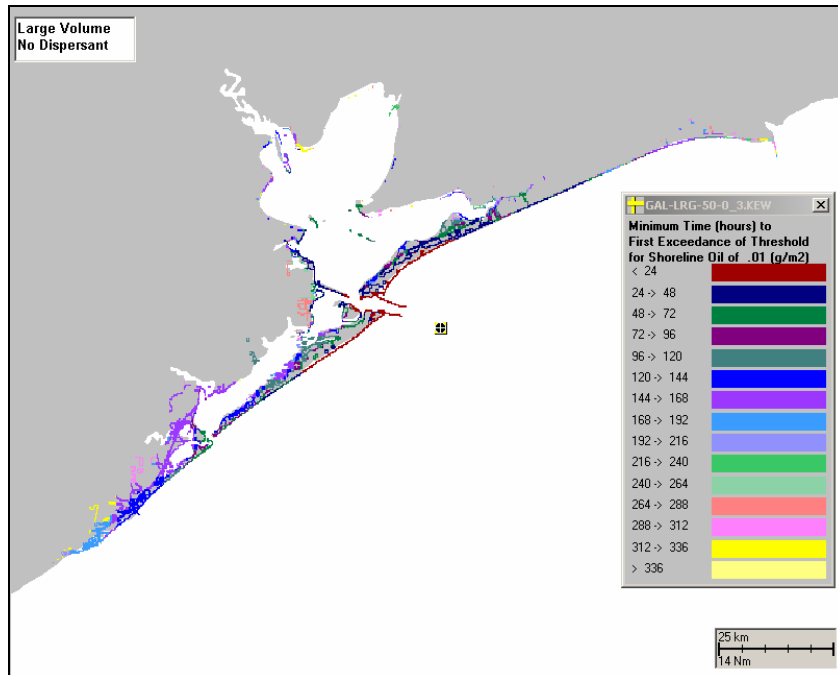 Large Volume
No Dispersant
GAL-LRG-50-0_3.KEW
Minimum Time (hours) to
First Exceedance of Threshold
for Shoreline Oil of .01 (g/m2)
< 24
24 -> 48
48 -> 72
72 -> 96
96 -> 120
120 -> 144
144 -> 168
168 -> 192
192 -> 216
216 -> 240
240 -> 264
264 -> 288
288 -> 312
312 -> 336
> 336
25 km
14 Nm